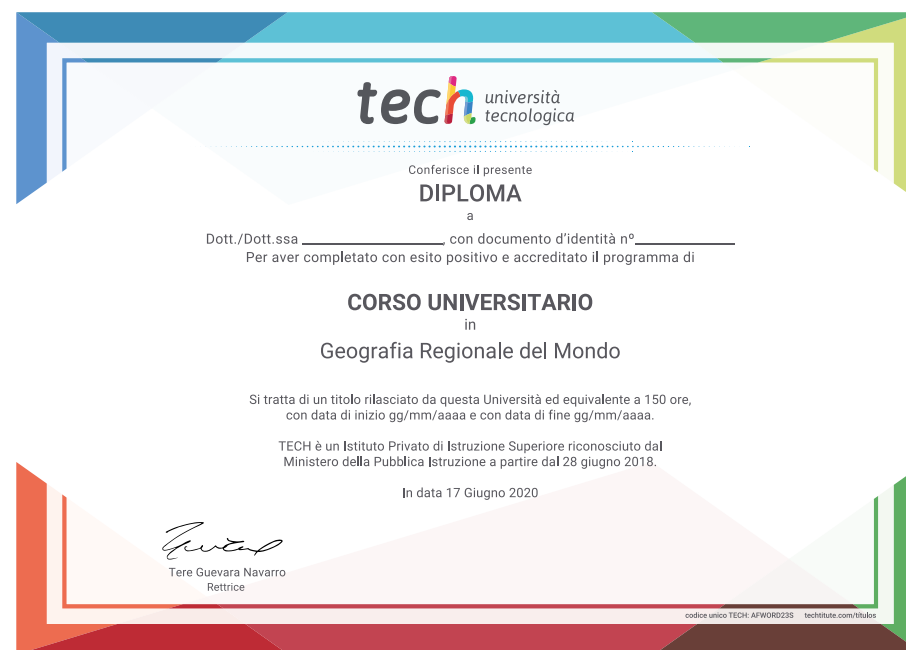 tech università
tecnologica
Conferisce il presente
DIPLOMA
a
Dott./Dott.ssa ____________________, con documento d'identità nº______________
Per aver completato con esito positivo e accreditato il programma di
CORSO UNIVERSITARIO
in
Geografia Regionale del Mondo
Si tratta di un titolo rilasciato da questa Università ed equivalente a 150 ore,
con data di inizio gg/mm/aaaa e con data di fine gg/mm/aaaa.
TECH è un Istituto Privato di Istruzione Superiore riconosciuto dal
Ministero della Pubblica Istruzione a partire dal 28 giugno 2018.
In data 17 Giugno 2020
Tere Guevara Navarro
Rettrice
codice unico TECH: AFWORD23S techtitute.com/titulos